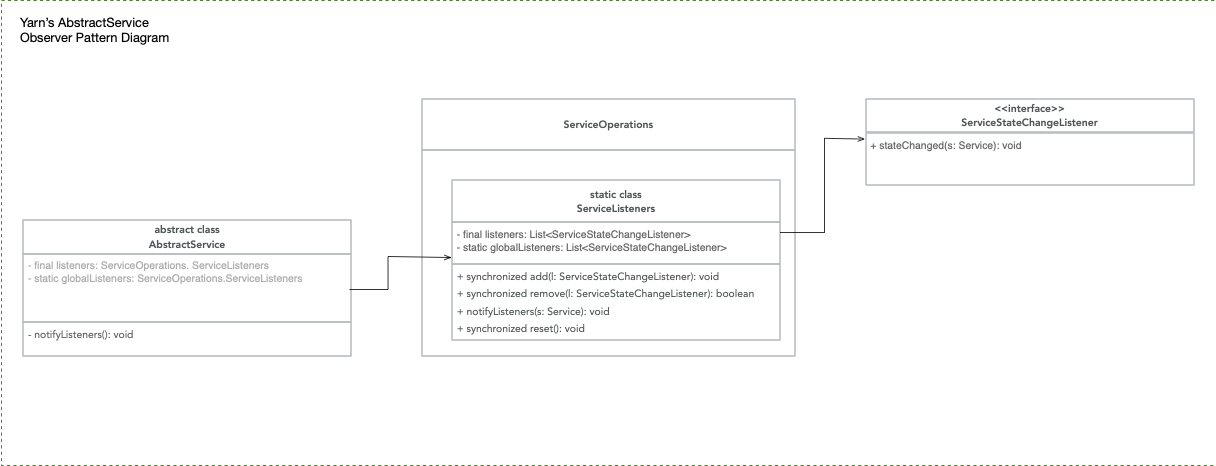 Yarn's AbstractService
Observer Pattern Diagram
ServiceOperations
<<interface>>
ServiceStateChangeListener
+ stateChanged(s: Service): void
static class
ServiceListeners
- final listeners: List<ServiceStateChangeListener>
- static globalListeners: List<ServiceStateChangeListener>
+ synchronized add(l: ServiceStateChangeListener): void
+ synchronized remove(l: ServiceStateChangeListener): boolean
+ notifyListeners(s: Service): void
+ synchronized reset(): void
abstract class
AbstractService
- final listeners: ServiceOperations. ServiceListeners
- static globalListeners: ServiceOperations.ServiceListeners
- notifyListeners(): void